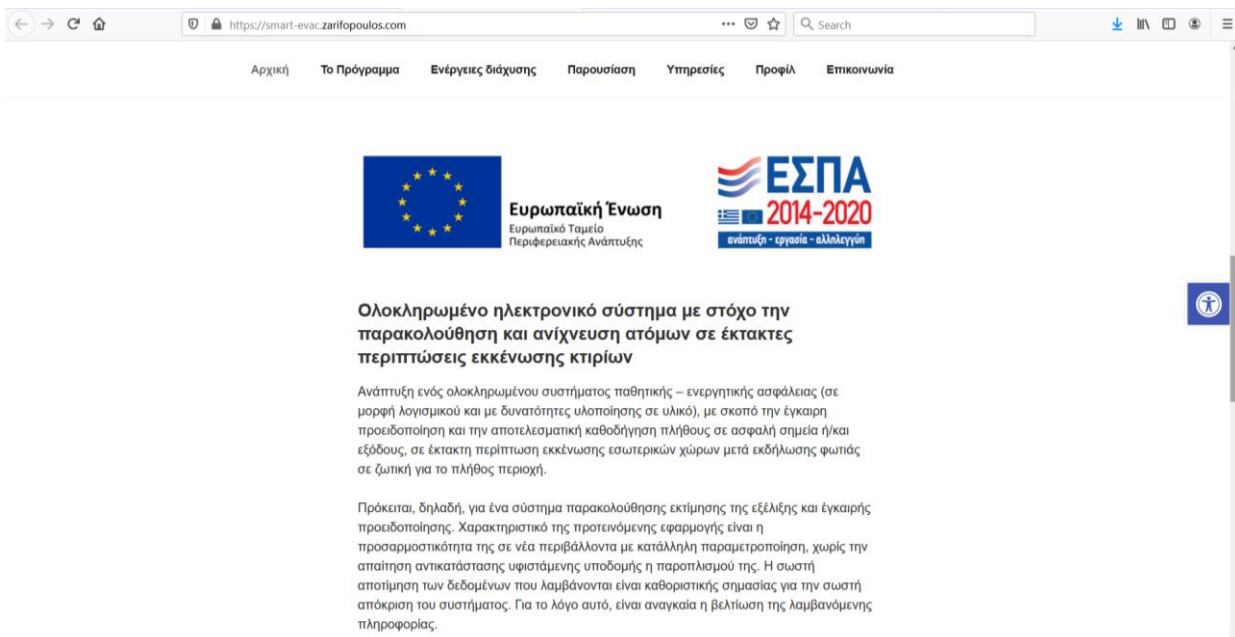 https://smart-evac.zarifopoulos.com
Search
Αρχική Το Πρόγραμμα Ενέργειες διάχυσης Παρουσίαση Υπηρεσίες Προφίλ Επικοινωνία
Ευρωπαϊκή Ένωση
Ευρωπαϊκό Ταμείο
Περιφερειακής Ανάπτυξης
ΕΣΠΑ
2014-2020
ανάπτυξη - εργασία - αλληλεγγύη
Ολοκληρωμένο ηλεκτρονικό σύστημα με στόχο την
παρακολούθηση και ανίχνευση ατόμων σε έκτακτες
περιπτώσεις εκκένωσης κτιρίων
Ανάπτυξη ενός ολοκληρωμένου συστήματος παθητικής – ενεργητικής ασφάλειας (σε
μορφή λογισμικού και με δυνατότητες υλοποίησης σε υλικό), με σκοπό την έγκαιρη
προειδοποίηση και την αποτελεσματική καθοδήγηση πλήθους σε ασφαλή σημεία ή/και
εξόδους, σε έκτακτη περίπτωση εκκένωσης εσωτερικών χώρων μετά εκδήλωσης φωτιάς
σε ζωτική για το πλήθος περιοχή.
Πρόκειται, δηλαδή, για ένα σύστημα παρακολούθησης εκτίμησης της εξέλιξης και έγκαιρής
προειδοποίησης. Χαρακτηριστικό της προτεινόμενης εφαρμογής είναι η
προσαρμοστικότητα της σε νέα περιβάλλοντα με κατάλληλη παραμετροποίηση, χωρίς την
απαίτηση αντικατάστασης υφιστάμενης υποδομής η παροπλισμού της. Η σωστή
αποτίμηση των δεδομένων που λαμβάνονται είναι καθοριστικής σημασίας για την σωστή
απόκριση του συστήματος. Για το λόγο αυτό, είναι αναγκαία η βελτίωση της λαμβανόμενης
πληροφορίας.